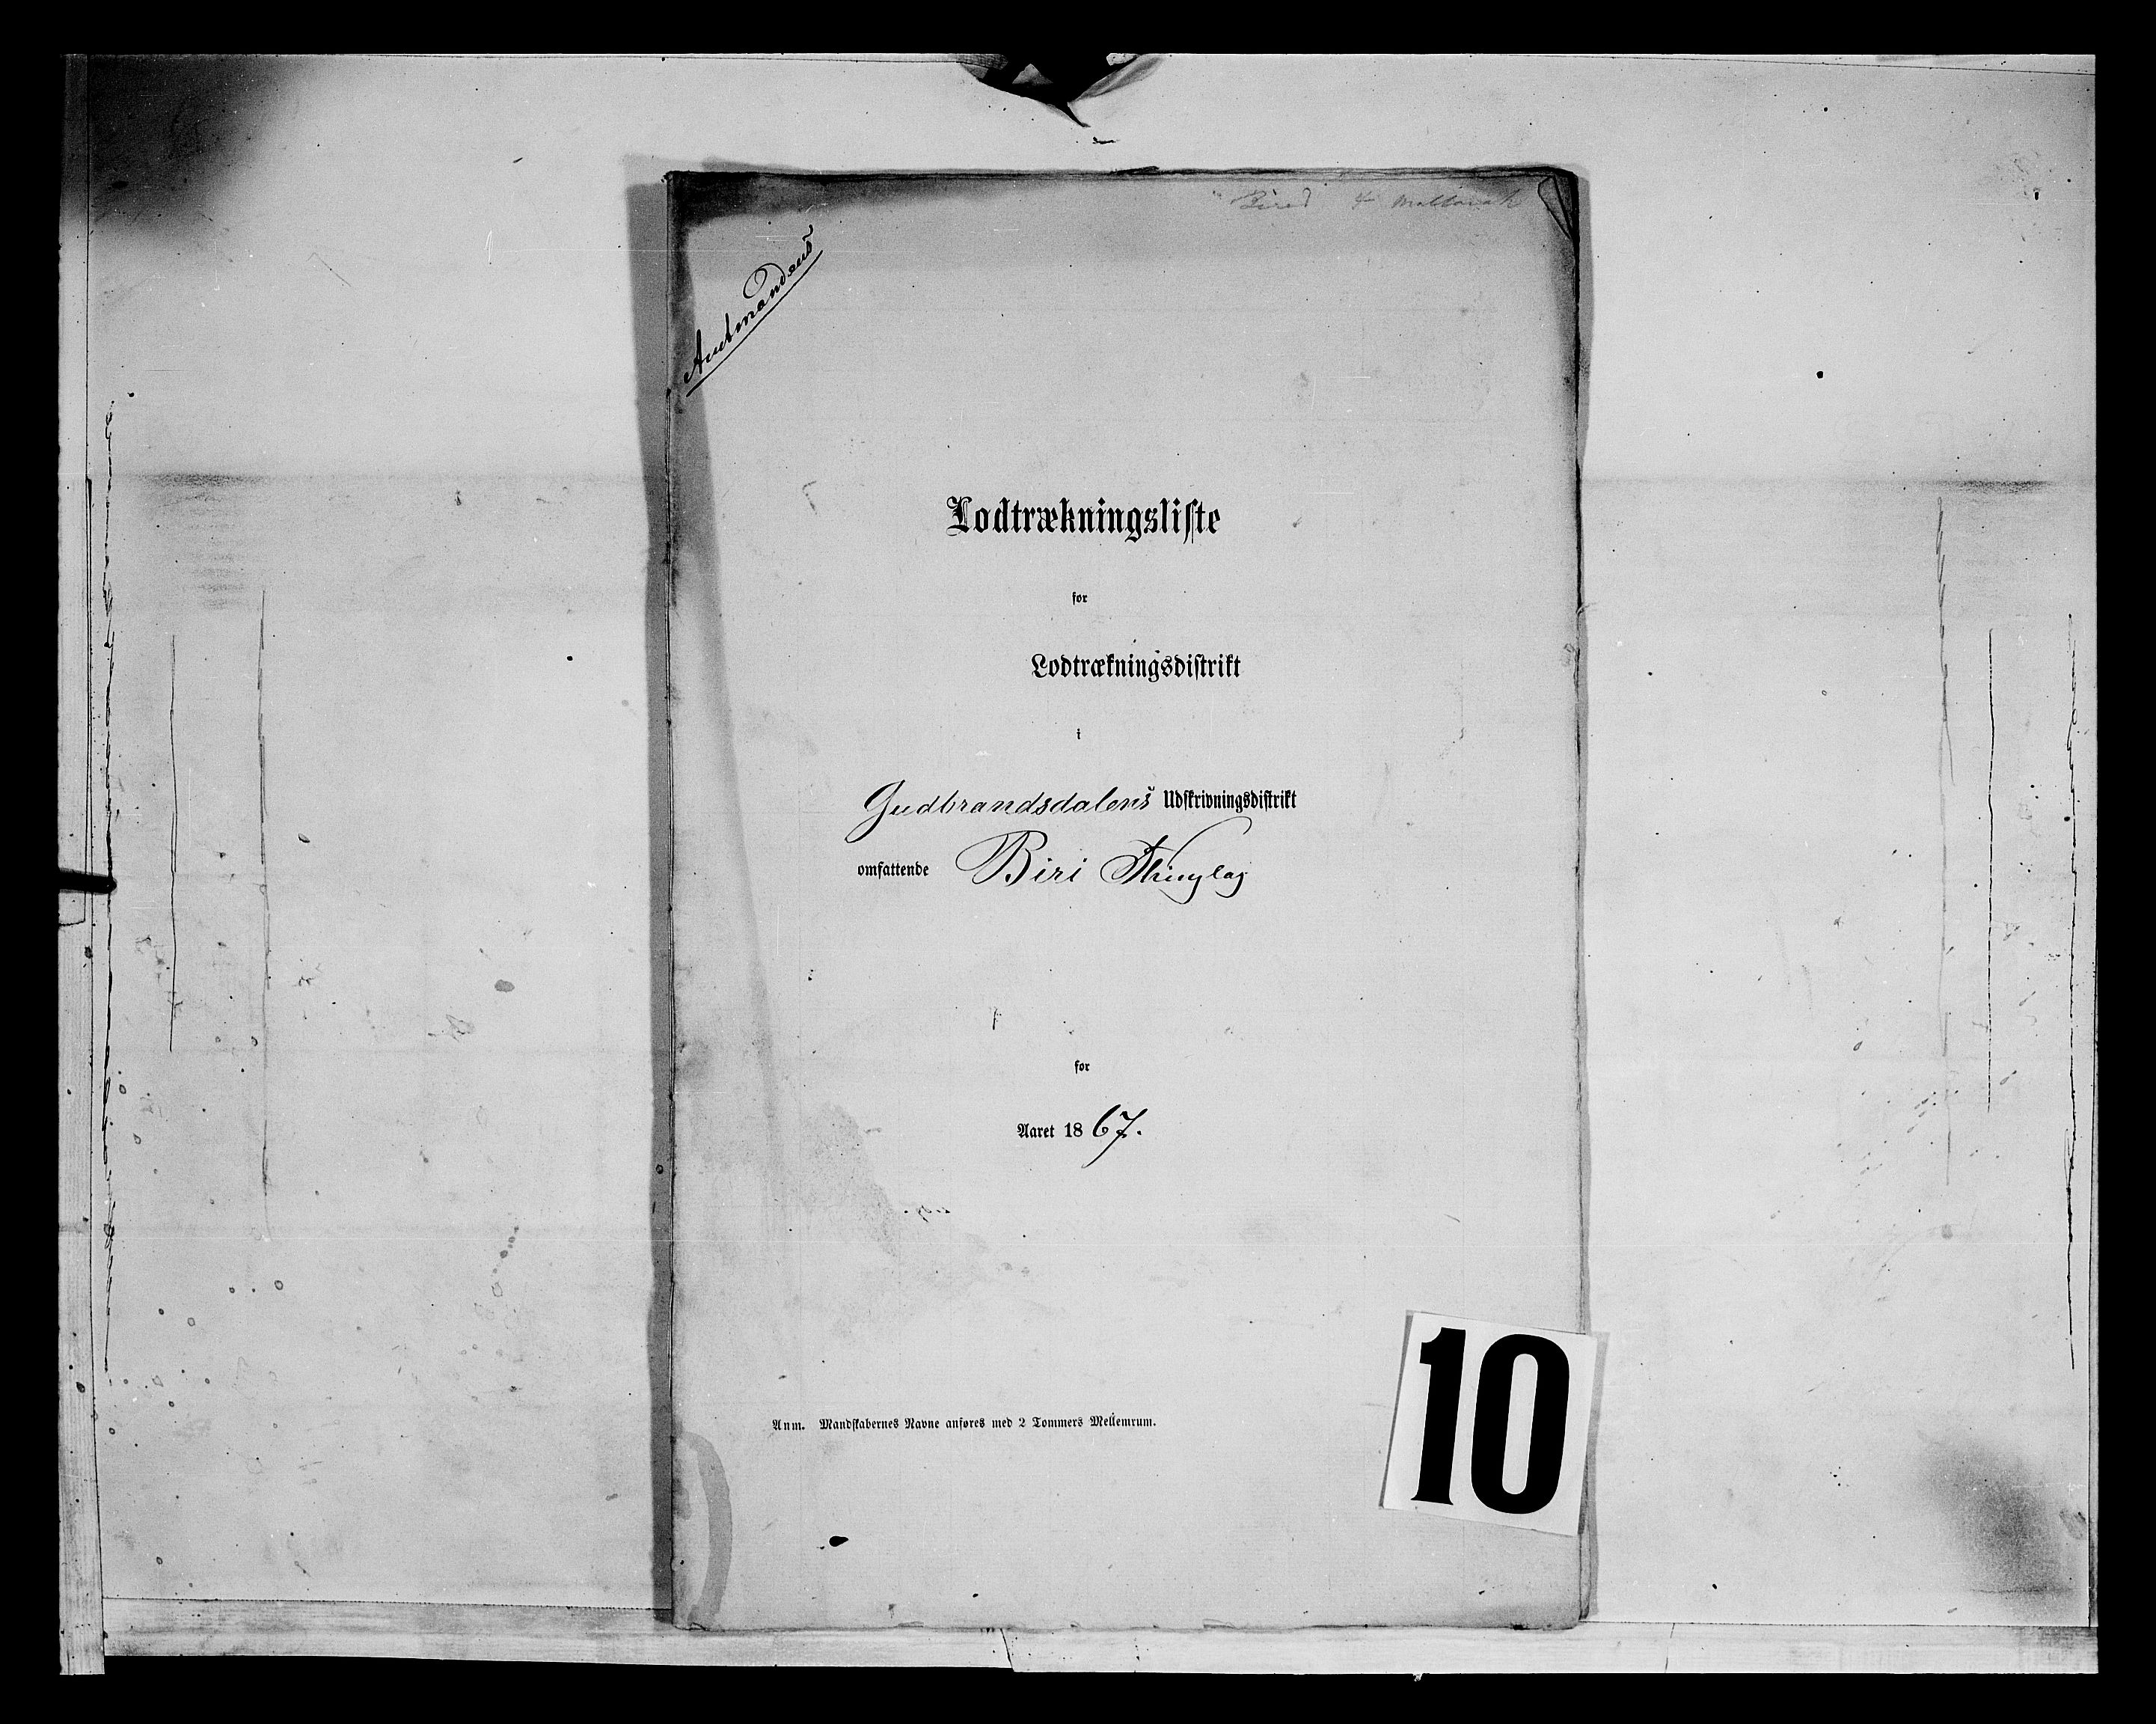 Amtmandens
Lodtrækningsliste
for
Lodtrækningsdistrikt
i
Gudbrandsdalens Udskrivningsdistrikt
omfattende Biri Thinglag
for
Aaret 1867.
Anm. Mandskabernes Navne anføres med 2 Tommers Mellemrum.
10